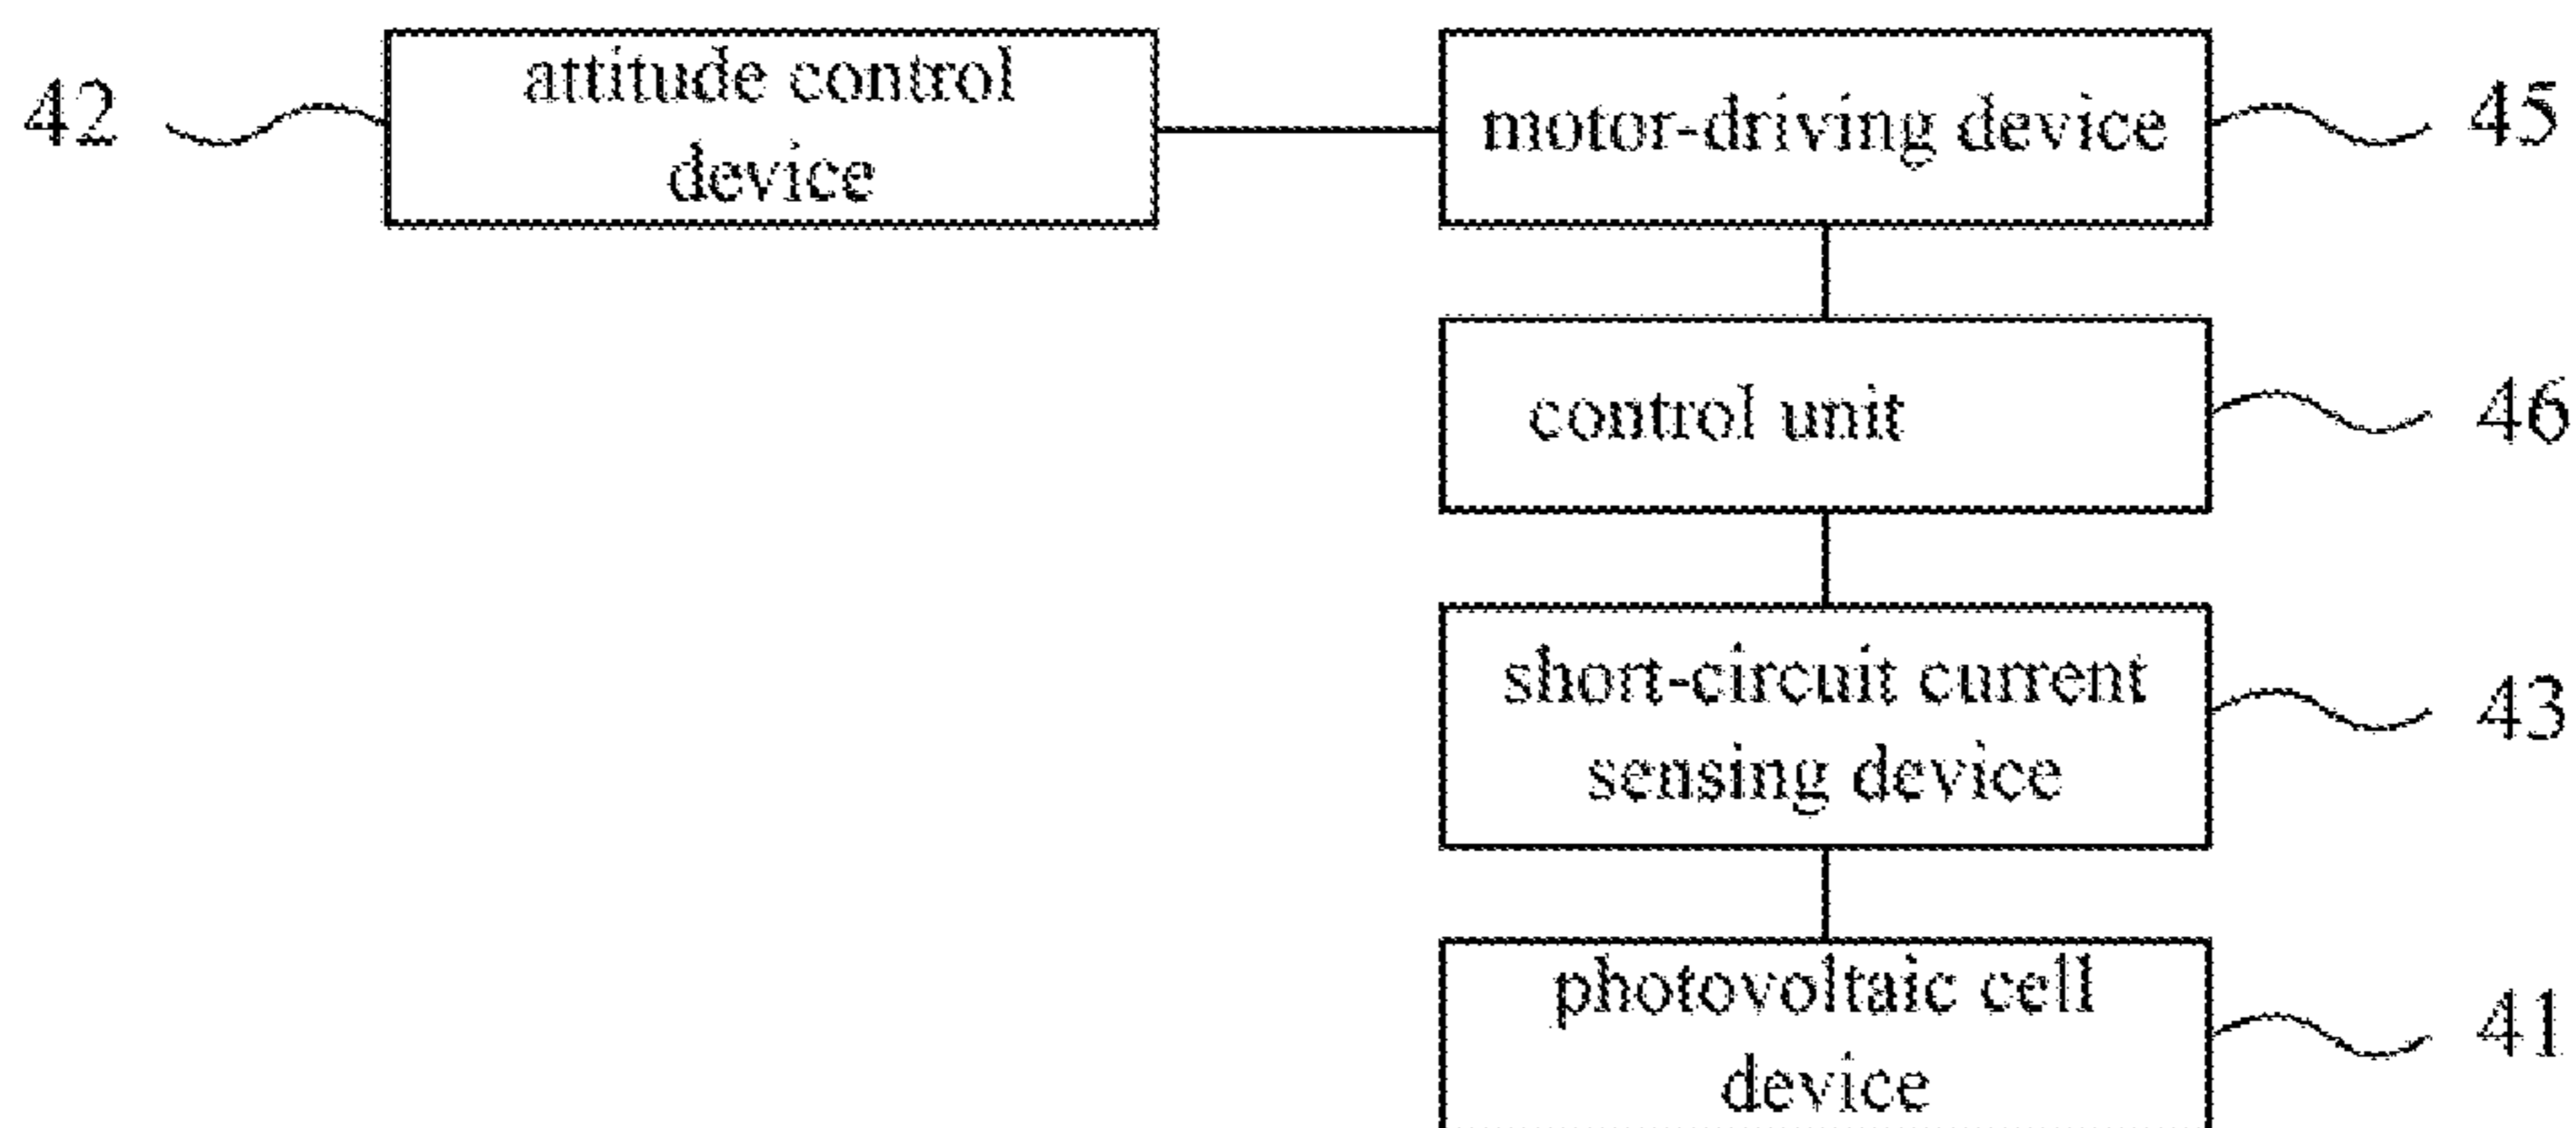 42
attitude control
device
motor-driving device
45
control unit
46
short-circuit current
sensing device
43
photovoltaic cell
device
41